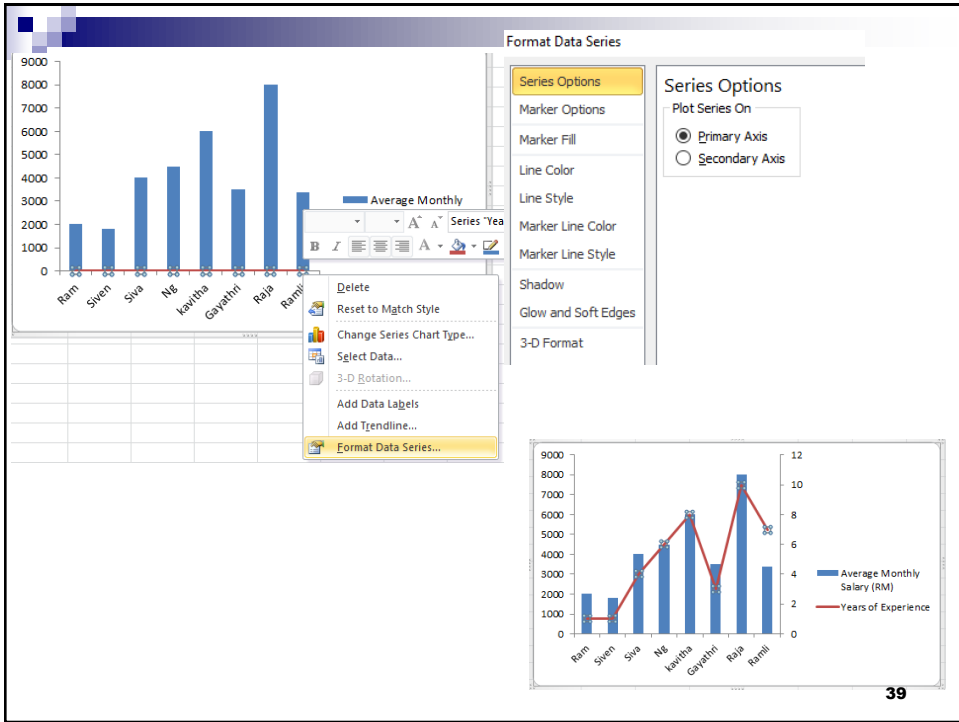 9000
8000
7000
6000
5000
4000
3000
2000
1000
0
Ram Siven Siva Ng kavitha Gayathri Raja Ramli
Average Monthly
A A Series "Yea
B I A
Delete
Reset to Match Style
Change Series Chart Type...
Select Data...
3-D Rotation...
Add Data Labels
Add Trendline...
Format Data Series...
Format Data Series
Series Options
Marker Options
Marker Fill
Line Color
Line Style
Marker Line Color
Marker Line Style
Shadow
Glow and Soft Edges
3-D Format
Series Options
Plot Series On
Primary Axis
Secondary Axis
9000
8000
7000
6000
5000
4000
3000
2000
1000
0
12
10
8
6
4
2
0
Ram Siven Siva Ng kavitha Gayathri Raja Ramli
Average Monthly
Salary (RM)
Years of Experience
39